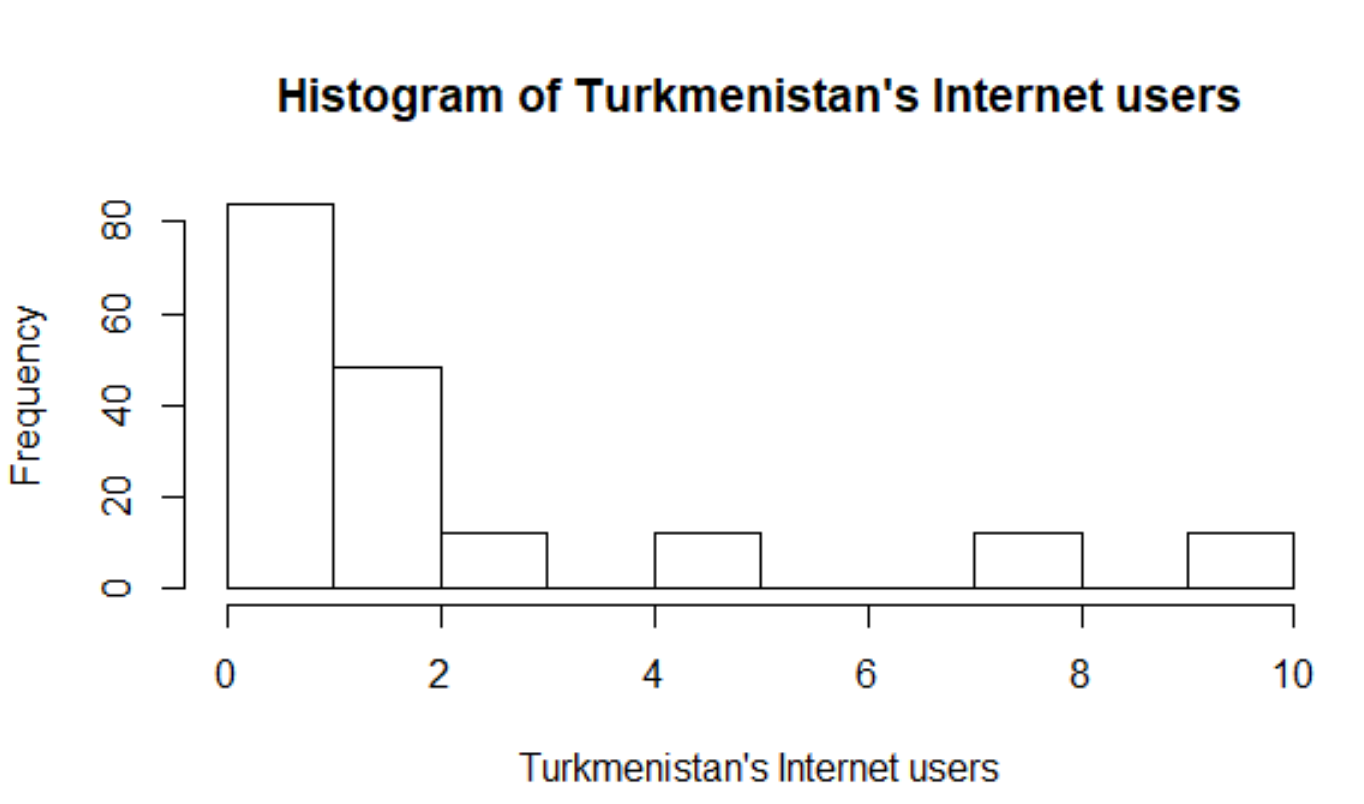 Histogram of Turkmenistan's Internet users
Frequency
80
60
40
20
0
0 2 4 6 8 10
Turkmenistan's Internet users